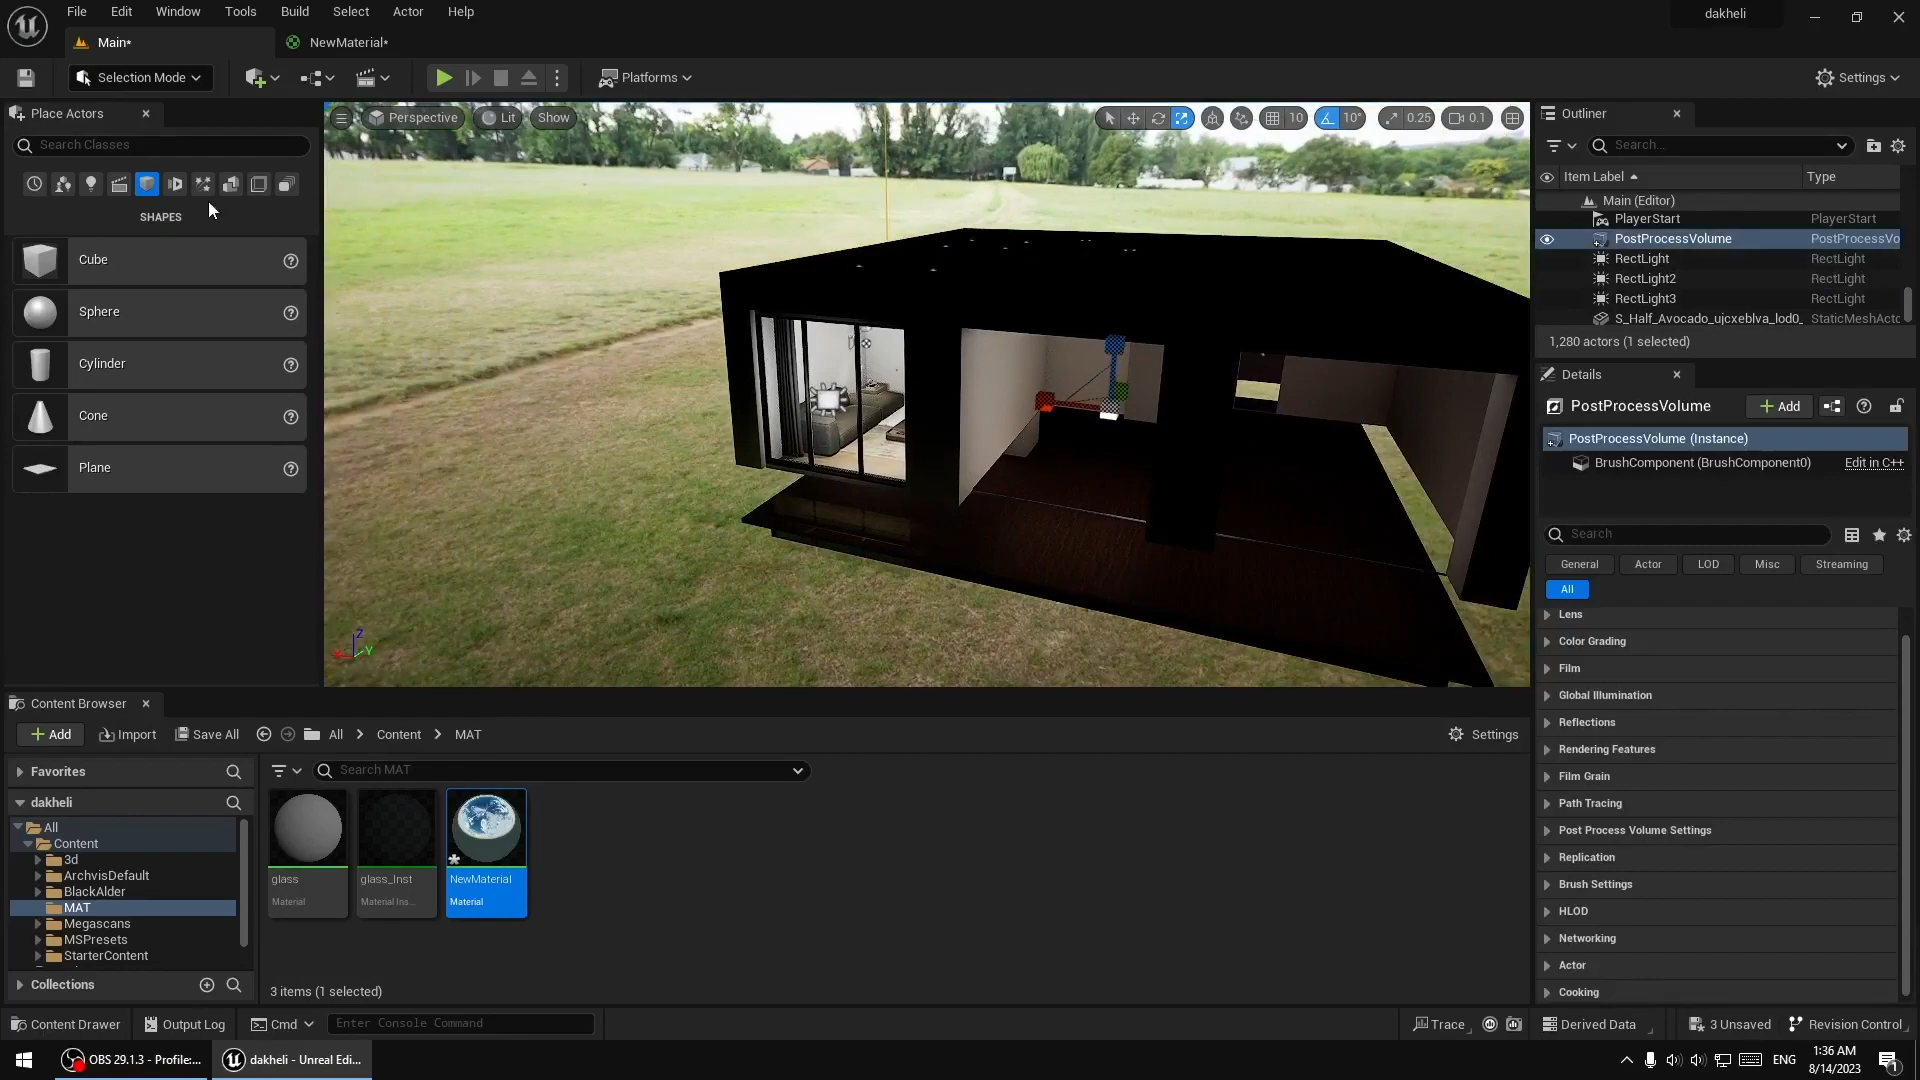 File Edit Window Tools Build Select Actor Help
dakheli
Main*
NewMaterial*
Selection Mode
Platforms
Settings
Place Actors
Search Classes
SHAPES
Cube
Sphere
Cylinder
Cone
Plane
Perspective
Lit
Show
10
10°
0.25
0.1
Z
Y
Outliner
Search...
Item Label Type
Main (Editor)
PlayerStart PlayerStart
PostProcessVolume PostProcessVo
RectLight RectLight
RectLight2 RectLight
RectLight3 RectLight
S_Half_Avocado_ujcxeblva_lod0_ StaticMeshActo
1,280 actors (1 selected)
Details
PostProcessVolume
Add
PostProcessVolume (Instance)
BrushComponent (BrushComponent0) Edit in C++
Search
General Actor LOD Misc Streaming
All
Lens
Color Grading
Film
Global Illumination
Reflections
Rendering Features
Film Grain
Path Tracing
Post Process Volume Settings
Replication
Brush Settings
HLOD
Networking
Actor
Cooking
Content Browser
Add Import Save All All Content MAT
Settings
Favorites
dakheli
All
Content
3d
ArchvisDefault
BlackAlder
MAT
Megascans
MSPresets
StarterContent
Collections
Search MAT
glass
Material
glass_Inst
Material Ins...
NewMaterial
Material
3 items (1 selected)
Content Drawer Output Log Cmd Enter Console Command
Trace Derived Data 3 Unsaved Revision Control
OBS 29.1.3 - Profile:...
dakheli - Unreal Edi...
ENG
1:36 AM
8/14/2023
1